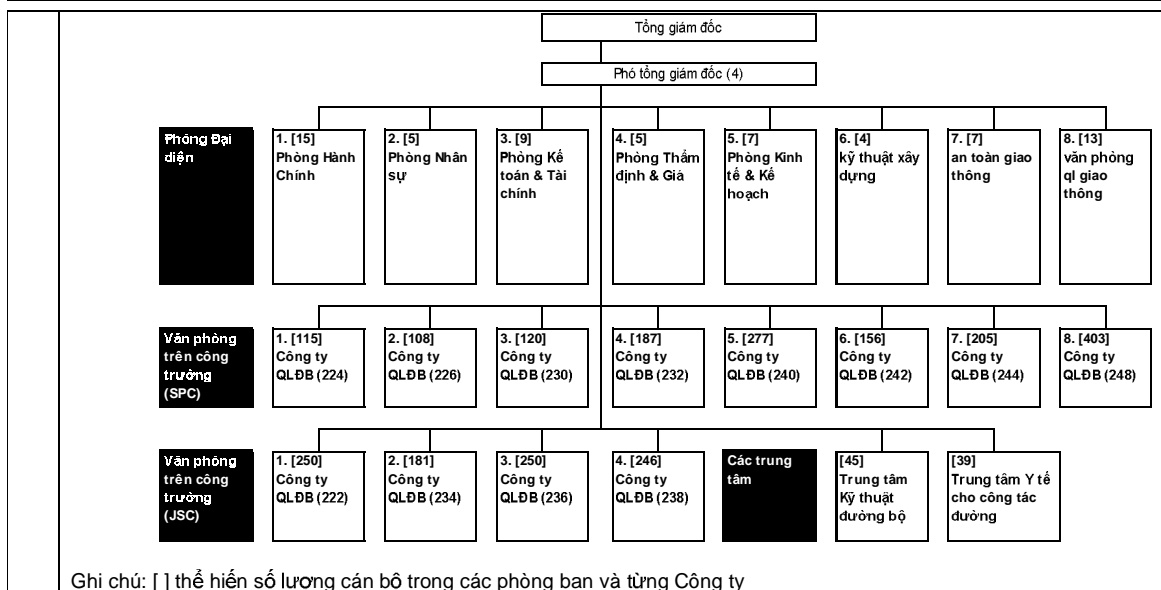 Tổng giám đốc
Phó tổng giám đốc (4)
Phòng Đại
diện
1. [15]
Phòng Hành
Chính
2. [5]
Phòng Nhân
sự
3. [9]
Phòng Kế
toán & Tài
chính
4. [5]
Phòng Thẩm
định & Giá
5. [7]
Phòng Kinh
tế & Kế
hoạch
6. [4]
kỹ thuật xây
dựng
7. [7]
an toàn giao
thông
8. [13]
văn phòng
ql giao
thông
Văn phòng
trên công
trường
(SPC)
1. [115]
Công ty
QLĐB (224)
2. [108]
Công ty
QLĐB (226)
3. [120]
Công ty
QLĐB (230)
4. [187]
Công ty
QLĐB (232)
5. [277]
Công ty
QLĐB (240)
6. [156]
Công ty
QLĐB (242)
7. [205]
Công ty
QLĐB (244)
8. [403]
Công ty
QLĐB (248)
Văn phòng
trên công
trường
(JSC)
1. [250]
Công ty
QLĐB (222)
2. [181]
Công ty
QLĐB (234)
3. [250]
Công ty
QLĐB (236)
4. [246]
Công ty
QLĐB (238)
Các trung
tâm
[45]
Trung tâm
Kỹ thuật
đường bộ
[39]
Trung tâm Y tế
cho công tác
đường
Ghi chú: [ ] thể hiến số lượng cán bộ trong các phòng ban và từng Công ty